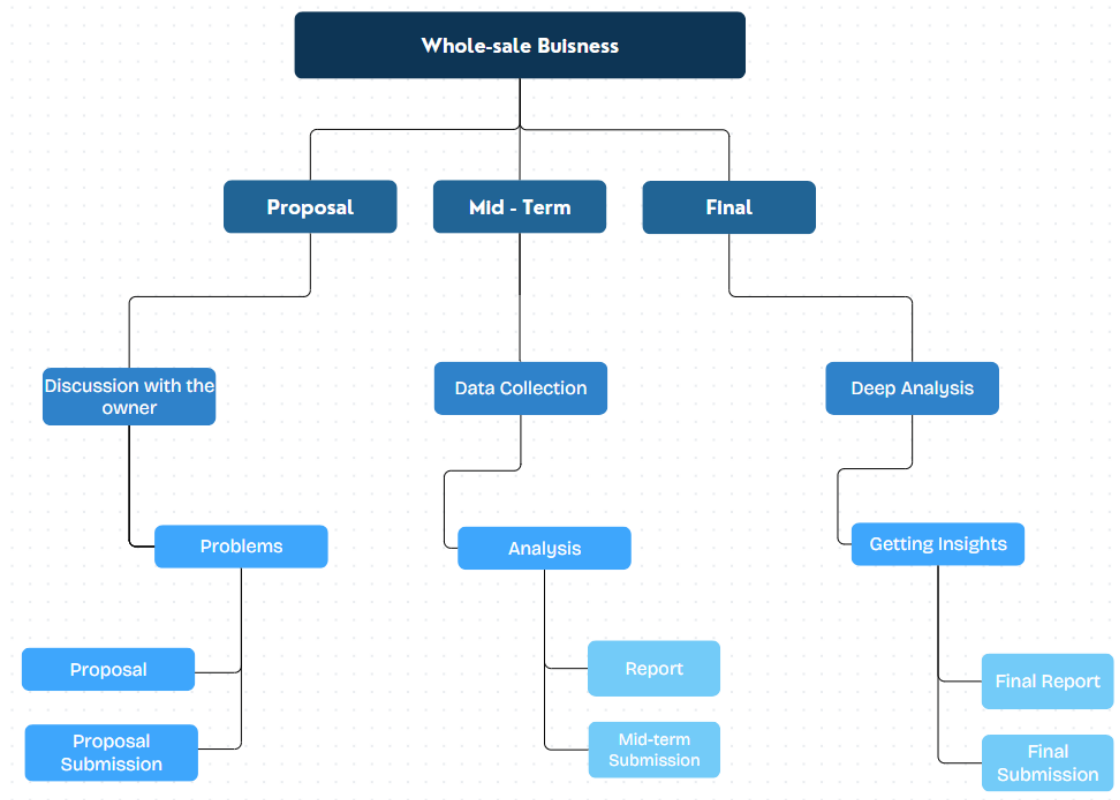 Whole-sale Buisness
Proposal
Mid - Term
Final
Discussion with the
owner
Data Collection
Deep Analysis
Problems
Analysis
Getting Insights
Proposal
Report
Final Report
Proposal
Submission
Mid-term
Submission
Final
Submission